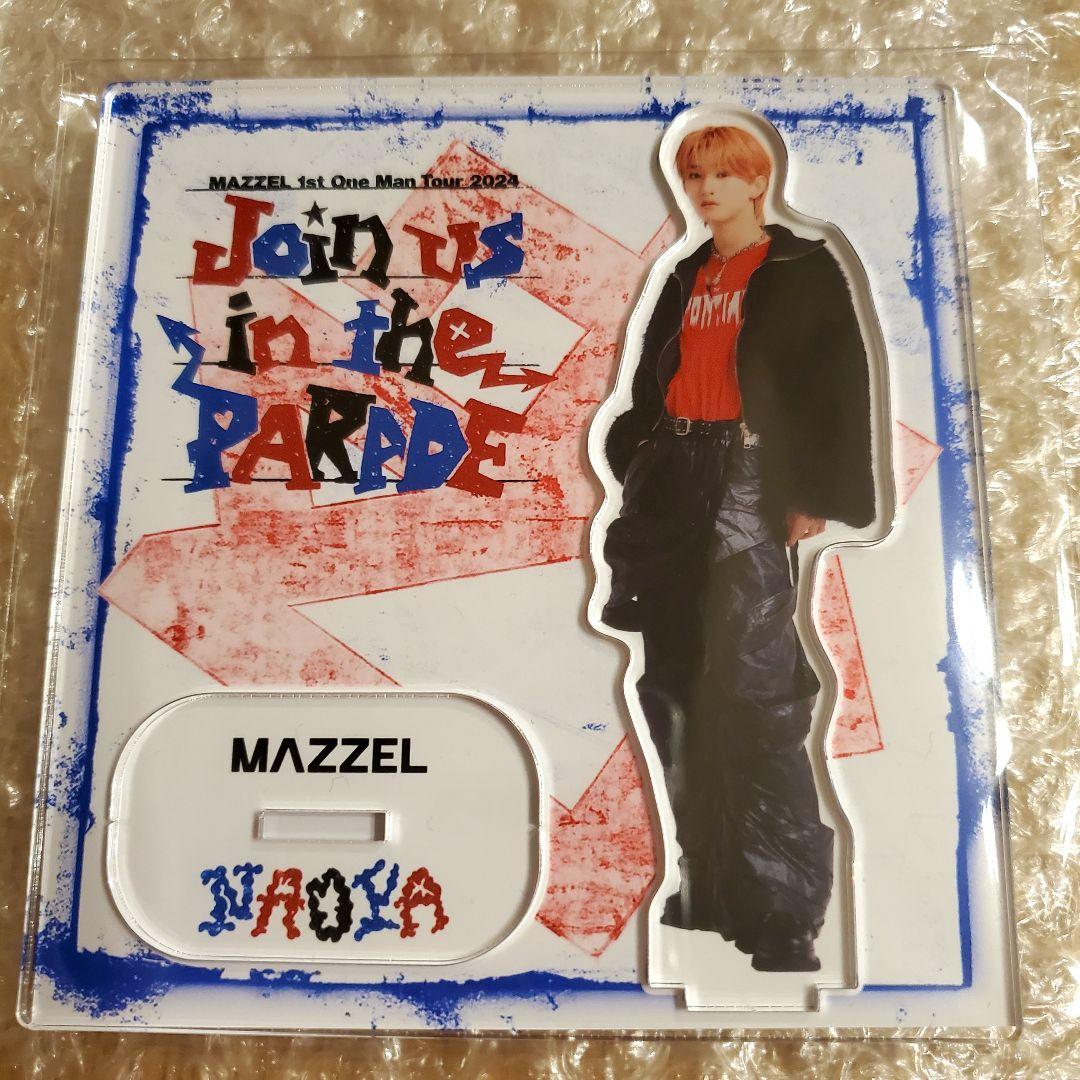 MAZZEL 1st One Man Tour 2024
Join us
in the
PARADE
MAZZEL
NAOYA